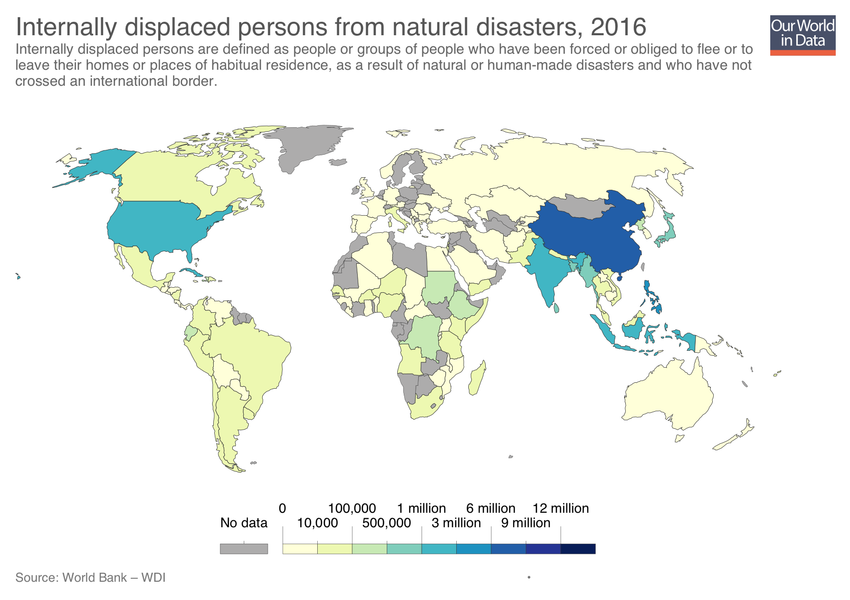 Internally displaced persons from natural disasters, 2016
Our World
in Data
Internally displaced persons are defined as people or groups of people who have been forced or obliged to flee or to
leave their homes or places of habitual residence, as a result of natural or human-made disasters and who have not
crossed an international border.
0 100,000 1 million 6 million 12 million
No data 10,000 500,000 3 million 9 million
Source: World Bank – WDI